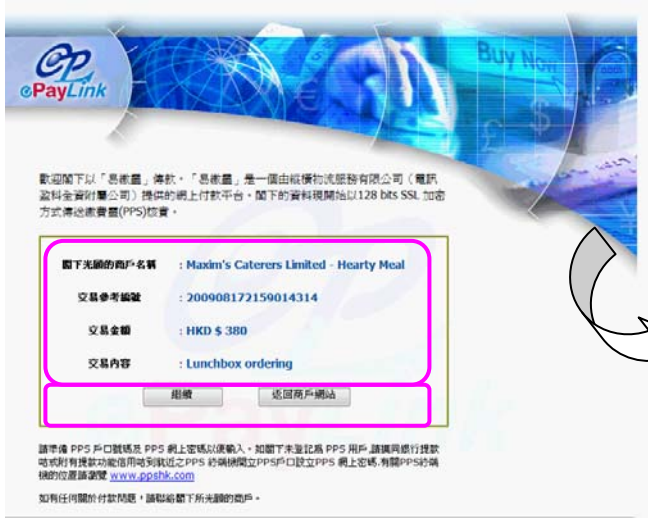 ePayLink
Buy Now
歡迎閣下以「易繳量」傳款。「易繳量」是一個由縱橫物流服務有限公司（電訊
盈科全資附屬公司）提供的網上付款平台。閣下的資料現開始以128 bits SSL 加密
方式傳送繳費靈(PPS)核實。
閣下光顧的商戶名稱 : Maxim's Caterers Limited - Hearty Meal
交易參考編號 : 200908172159014314
交易金額 : HKD $ 380
交易內容 : Lunchbox ordering
繼續 返回商戶網站
請準備 PPS 戶口號碼及 PPS 網上密碼以便輸入。如閣下未登記為 PPS 用戶,請攜同銀行提款
咭或附有提款功能信用咭到就近之PPS 終端機開立PPS戶口設立PPS 網上密碼.有關PPS終端
機的位置請瀏覽 www.ppshk.com
如有任何關於付款問題，請聯絡閣下所光顧的商戶。